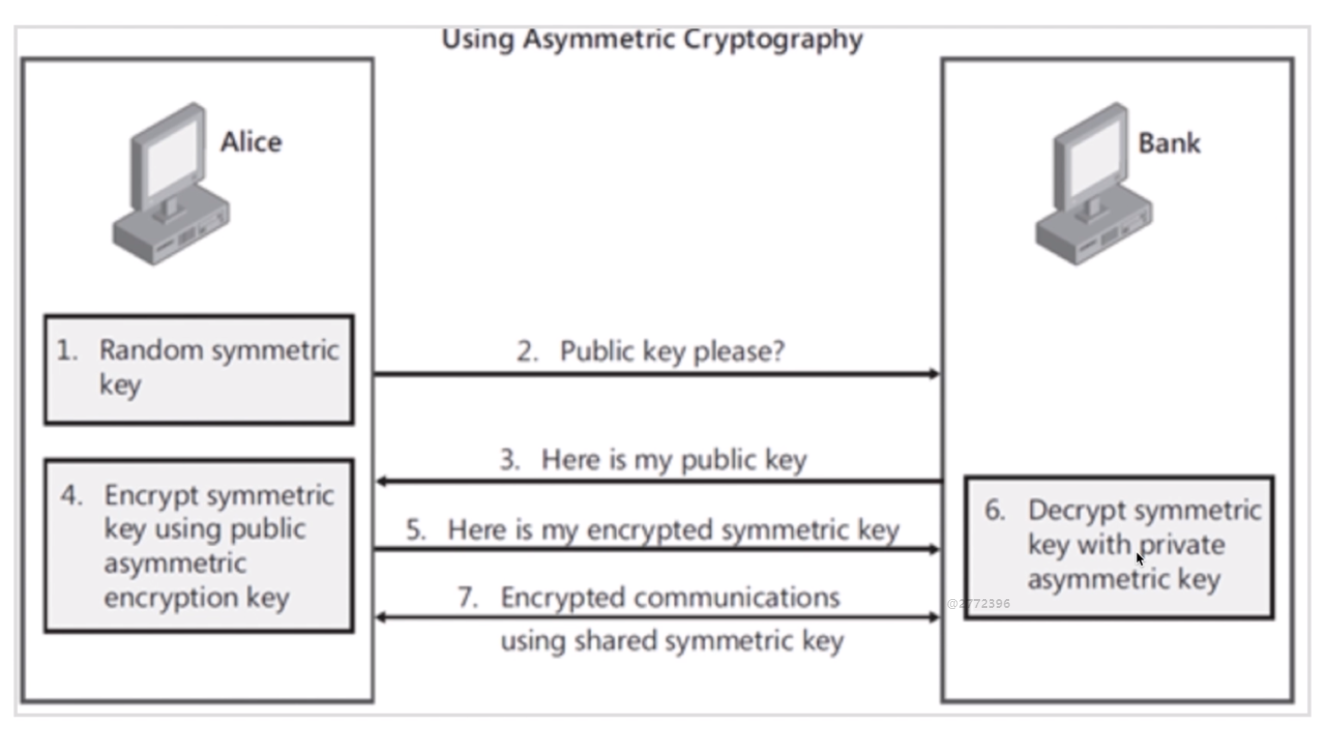 Using Asymmetric Cryptography
Alice
Bank
1. Random symmetric
key
2. Public key please?
3. Here is my public key
4. Encrypt symmetric
key using public
asymmetric
encryption key
5. Here is my encrypted symmetric key
6. Decrypt symmetric
key with private
asymmetric key
7. Encrypted communications
using shared symmetric key
@2772396